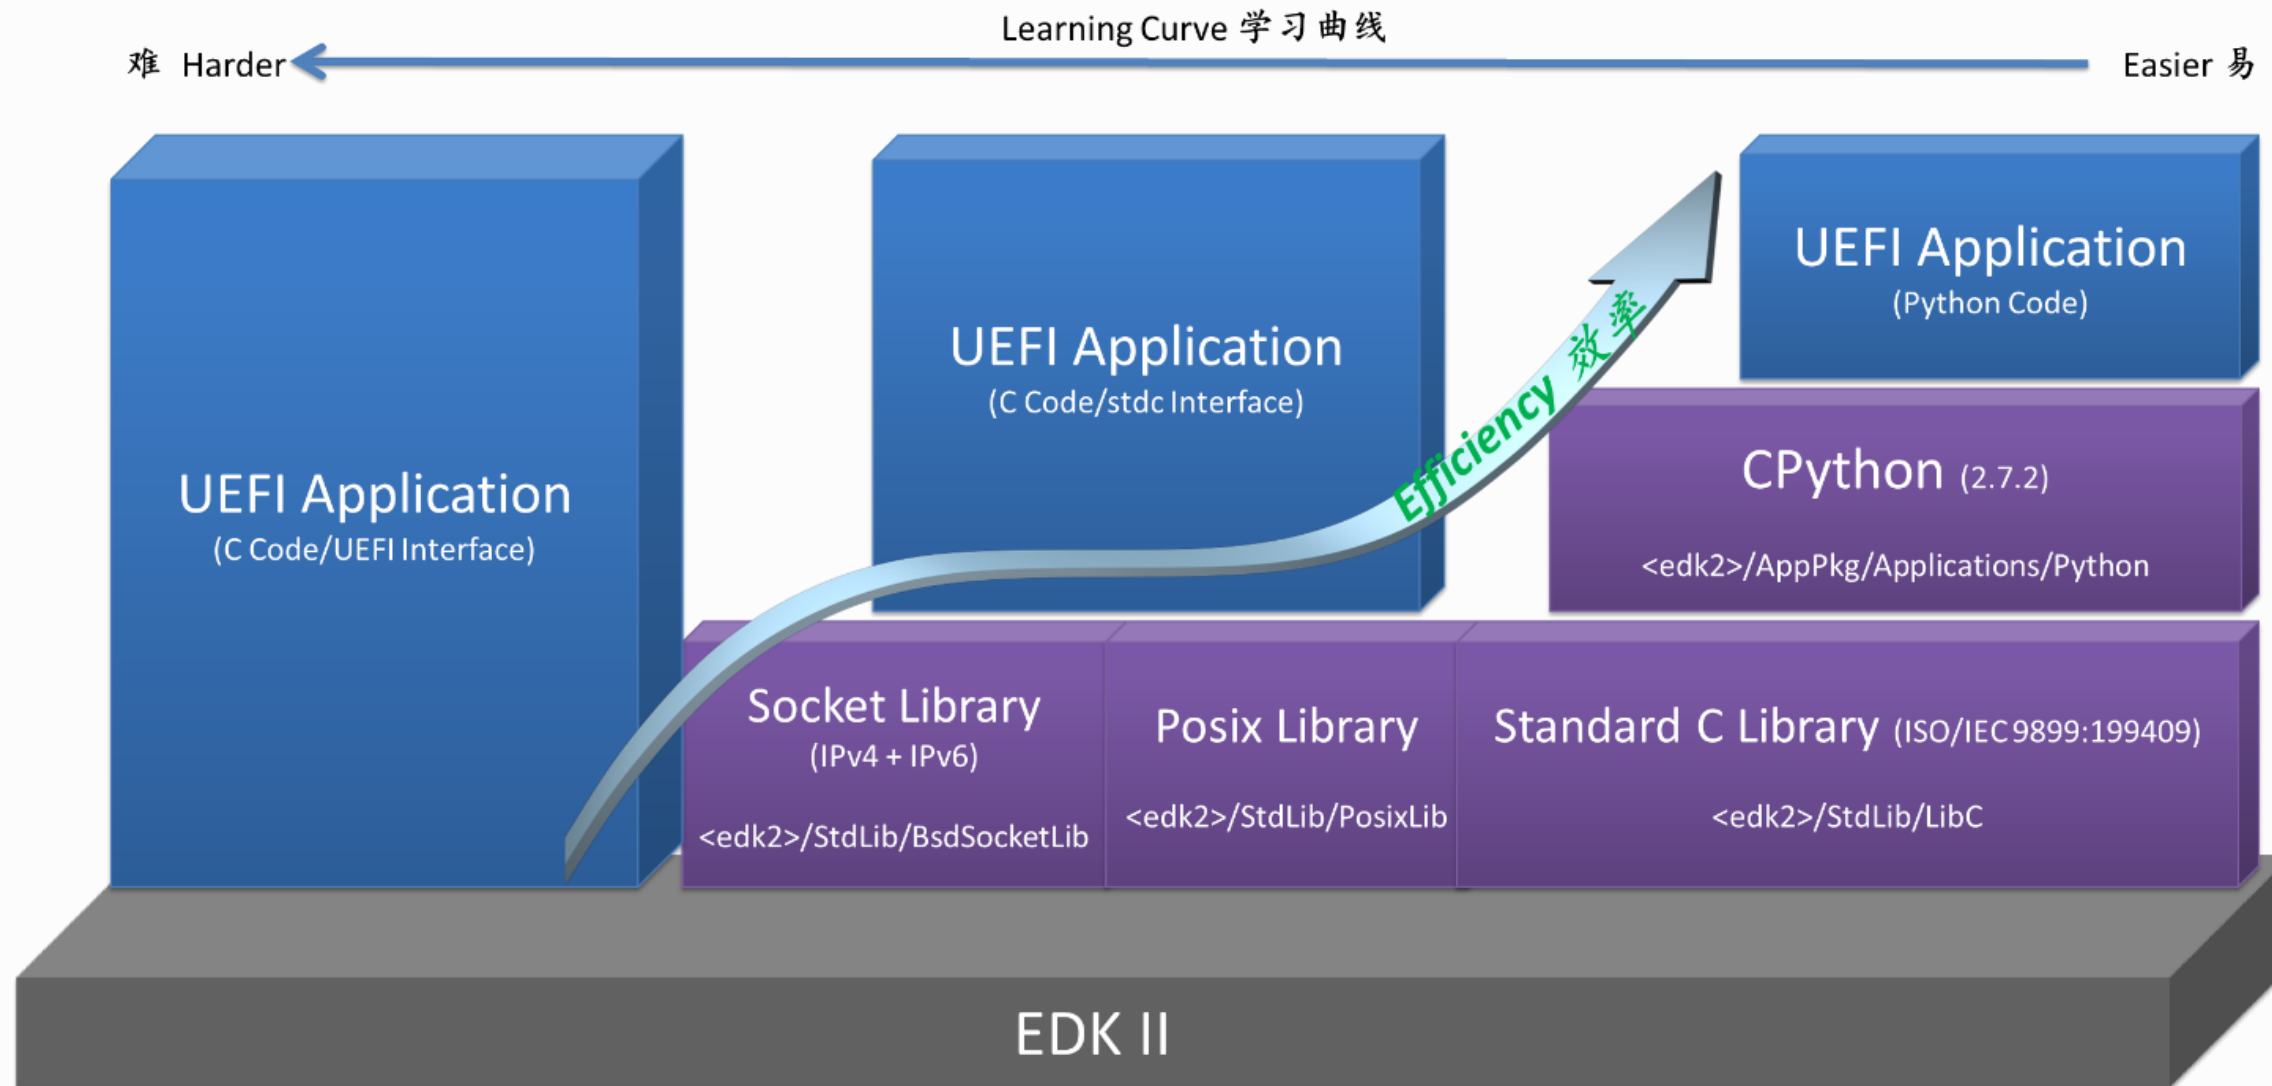 Learning Curve 学习曲线
难 Harder
Easier 易
UEFI Application
(C Code/UEFI Interface)
UEFI Application
(C Code/stdc Interface)
Efficiency 效率
UEFI Application
(Python Code)
CPython (2.7.2)
<edk2>/AppPkg/Applications/Python
Socket Library
(IPv4 + IPv6)
<edk2>/StdLib/BsdSocketLib
Posix Library
<edk2>/StdLib/PosixLib
Standard C Library (ISO/IEC 9899:199409)
<edk2>/StdLib/LibC
EDK II